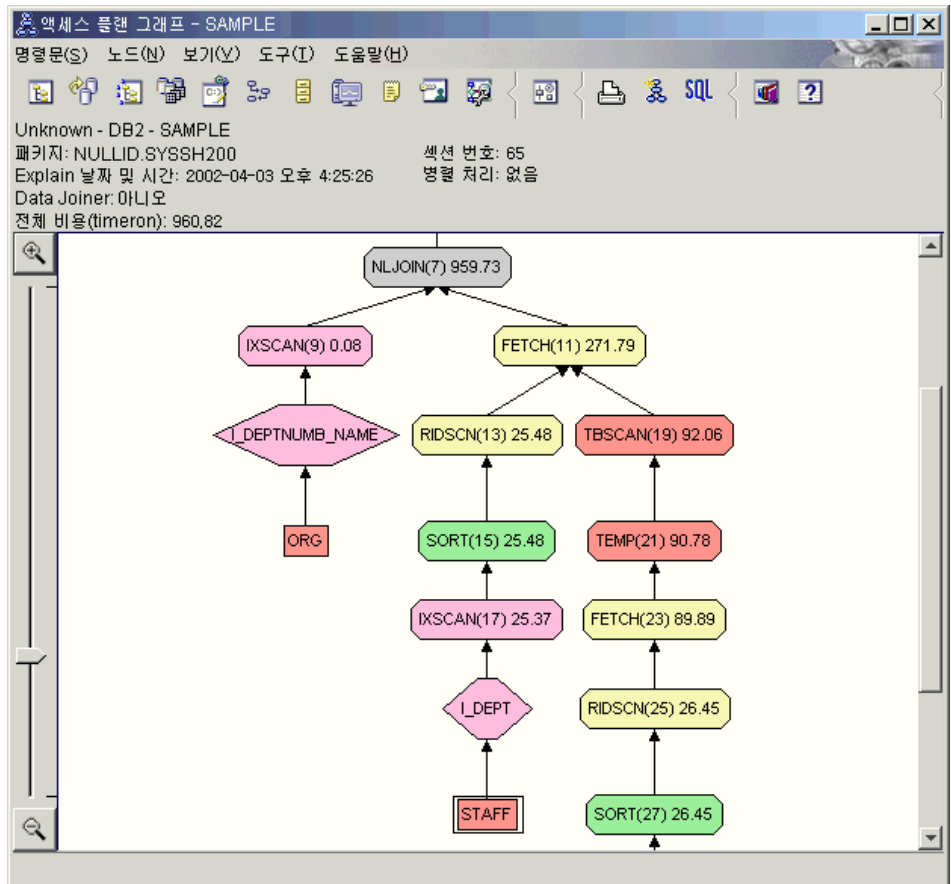 액세스 플랜 그래프 - SAMPLE
명령문(S) 노드(N) 보기(V) 도구(T) 도움말(H)
SQL
Unknown - DB2 - SAMPLE
패키지: NULLID.SYSSH200 섹션 번호: 65
Explain 날짜 및 시간: 2002-04-03 오후 4:25:26 병렬 처리: 없음
Data Joiner: 아니오
전체 비용(timeron): 960,82
NLJOIN(7) 959.73
IXSCAN(9) 0.08 FETCH(11) 271.79
I_DEPTNUMB_NAME RIDSCN(13) 25.48 TBSCAN(19) 92.06
ORG SORT(15) 25.48 TEMP(21) 90.78
IXSCAN(17) 25.37 FETCH(23) 89.89
I_DEPT RIDSCN(25) 26.45
STAFF SORT(27) 26.45